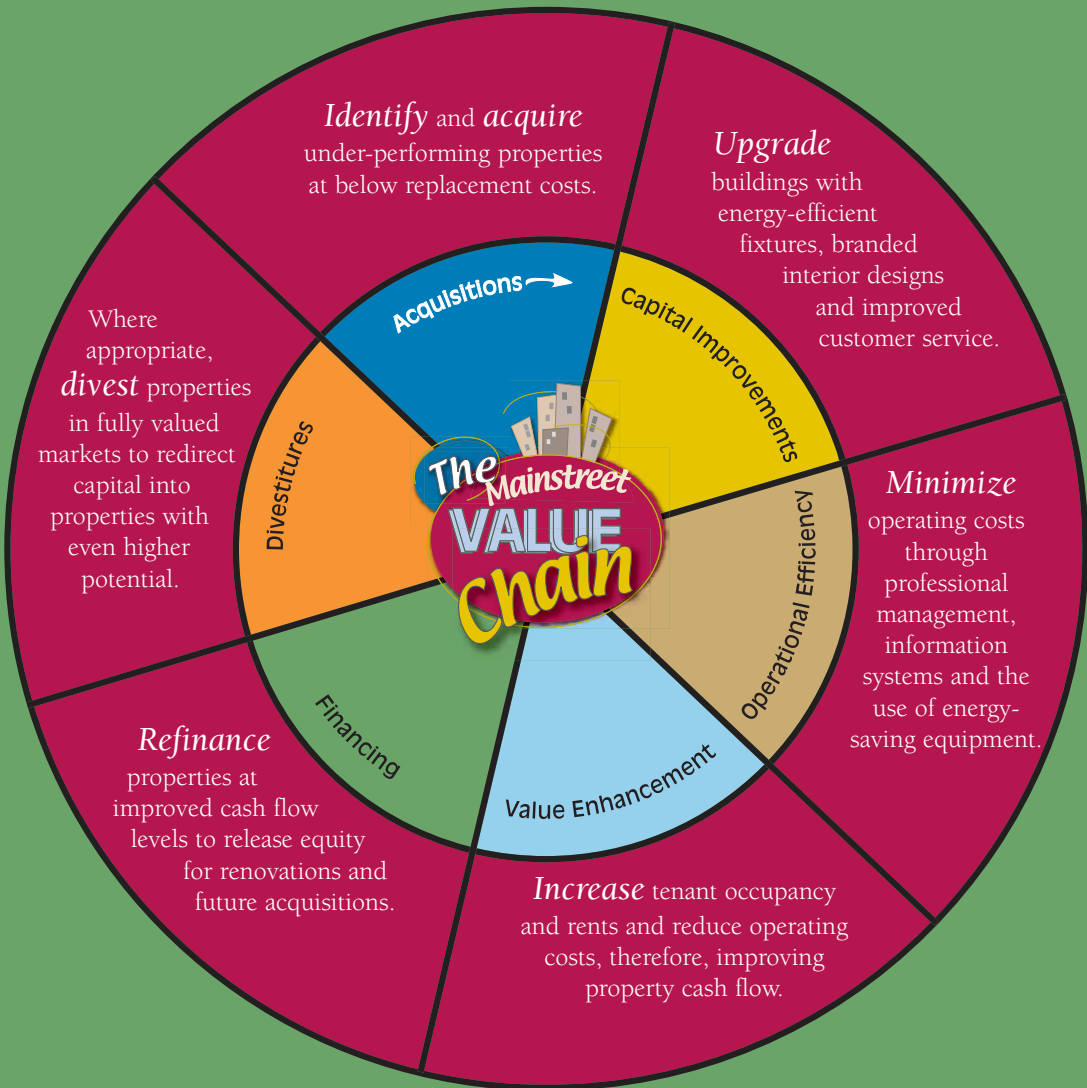 The
Mainstreet
VALUE
Chain
Acquisitions
Identify and acquire
under-performing properties
at below replacement costs.
Capital Improvements
Upgrade
buildings with
energy-efficient
fixtures, branded
interior designs
and improved
customer service.
Operational Efficiency
Minimize
operating costs
through
professional
management,
information
systems and the
use of energy-
saving equipment.
Value Enhancement
Increase tenant occupancy
and rents and reduce operating
costs, therefore, improving
property cash flow.
Financing
Refinance
properties at
improved cash flow
levels to release equity
for renovations and
future acquisitions.
Divestitures
Where
appropriate,
divest properties
in fully valued
markets to redirect
capital into
properties with
even higher
potential.